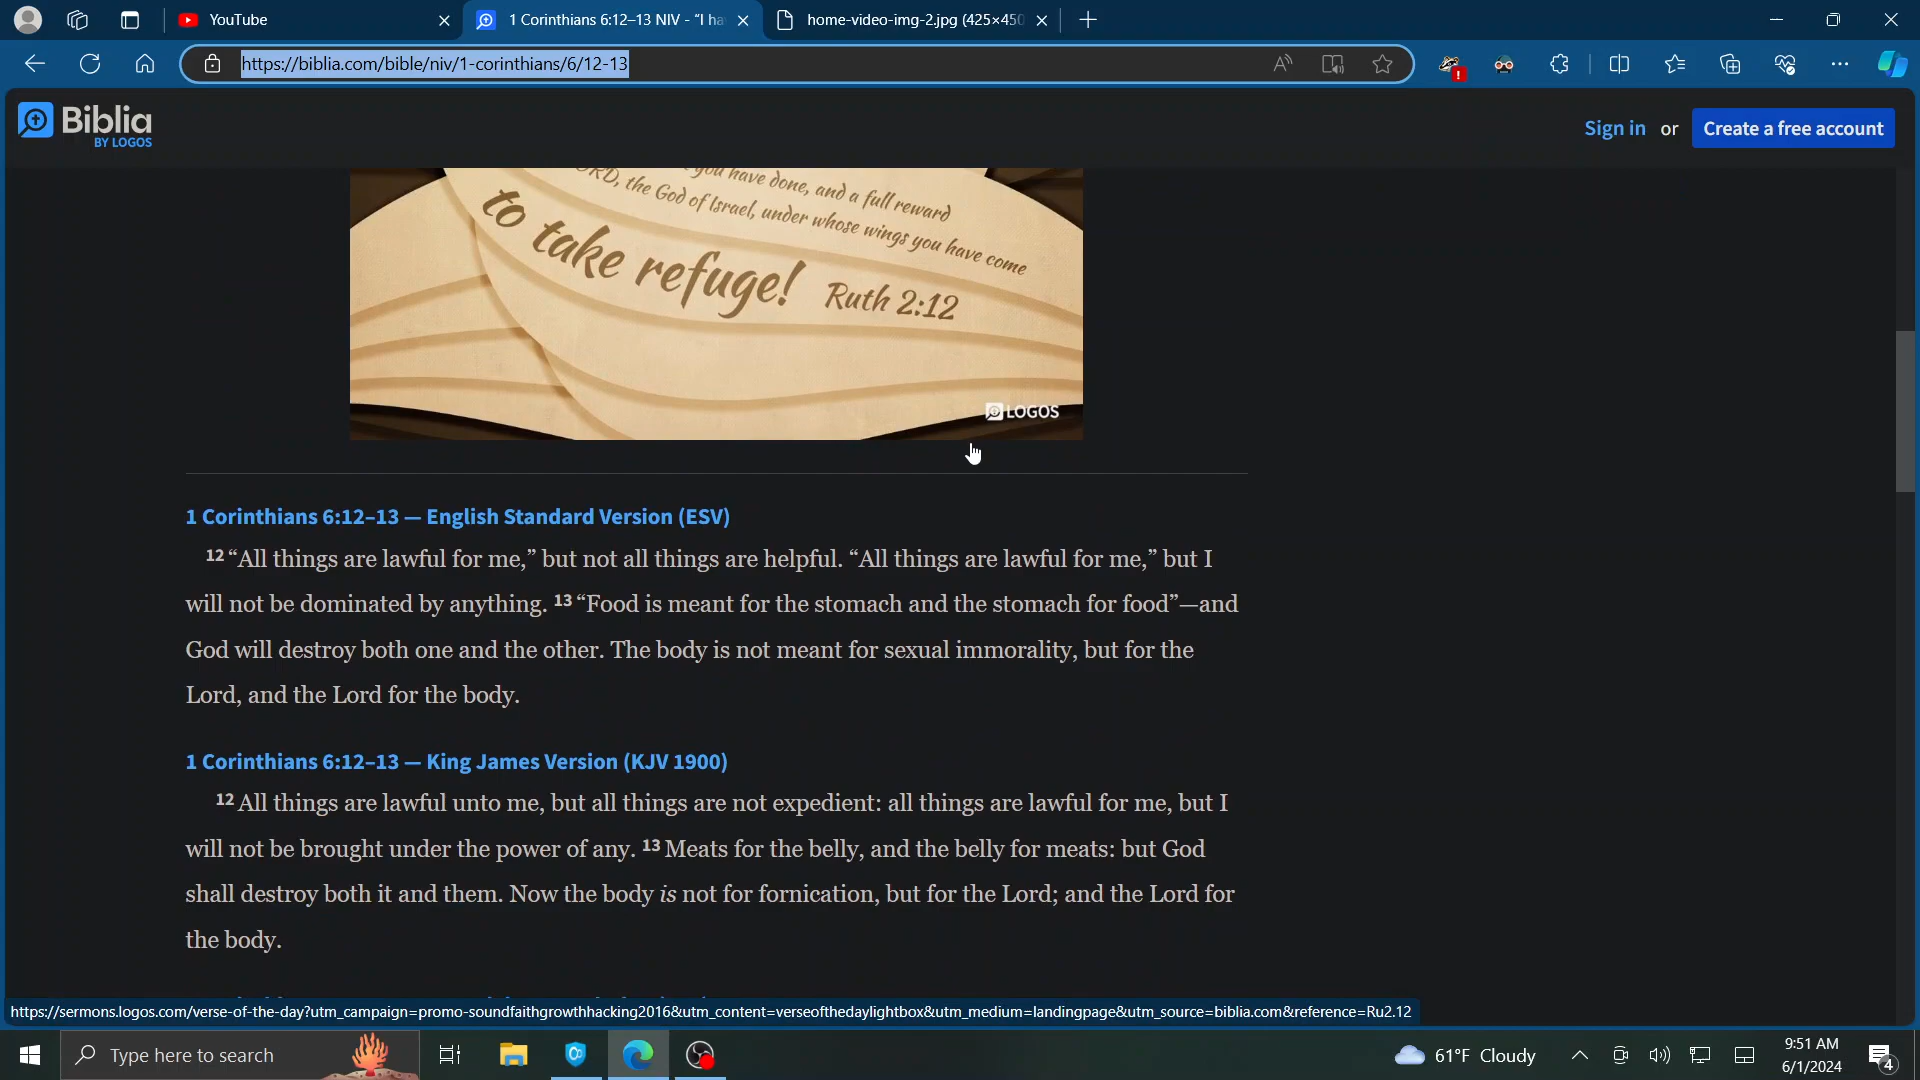 YouTube
1 Corinthians 6:12–13 NIV - “I ha
home-video-img-2.jpg (425×450
https://biblia.com/bible/niv/1-corinthians/6/12-13
Biblia
BY LOGOS
Sign in or Create a free account
you have done, and a full reward
ORD, the God of Israel, under whose wings you have come
to take refuge! Ruth 2:12
LOGOS
1 Corinthians 6:12–13 — English Standard Version (ESV)
12 “All things are lawful for me,” but not all things are helpful. “All things are lawful for me,” but I
will not be dominated by anything. 13 “Food is meant for the stomach and the stomach for food”—and
God will destroy both one and the other. The body is not meant for sexual immorality, but for the
Lord, and the Lord for the body.
1 Corinthians 6:12–13 — King James Version (KJV 1900)
12 All things are lawful unto me, but all things are not expedient: all things are lawful for me, but I
will not be brought under the power of any. 13 Meats for the belly, and the belly for meats: but God
shall destroy both it and them. Now the body is not for fornication, but for the Lord; and the Lord for
the body.
https://sermons.logos.com/verse-of-the-day?utm_campaign=promo-soundfaithgrowthhacking2016&utm_content=verseofthedaylightbox&utm_medium=landingpage&utm_source=biblia.com&reference=Ru2.12
Type here to search
61°F Cloudy
9:51 AM
6/1/2024
4